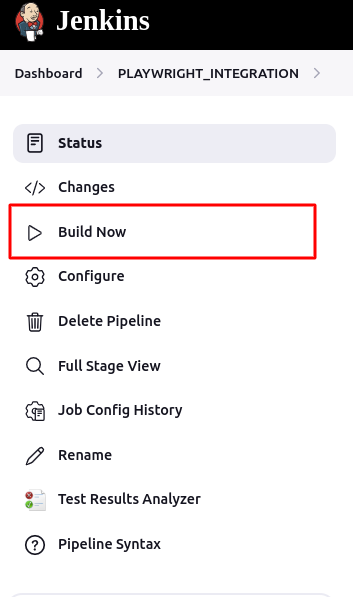 Jenkins
Dashboard > PLAYWRIGHT_INTEGRATION >
Status
Changes
Build Now
Configure
Delete Pipeline
Full Stage View
Job Config History
Rename
Test Results Analyzer
Pipeline Syntax